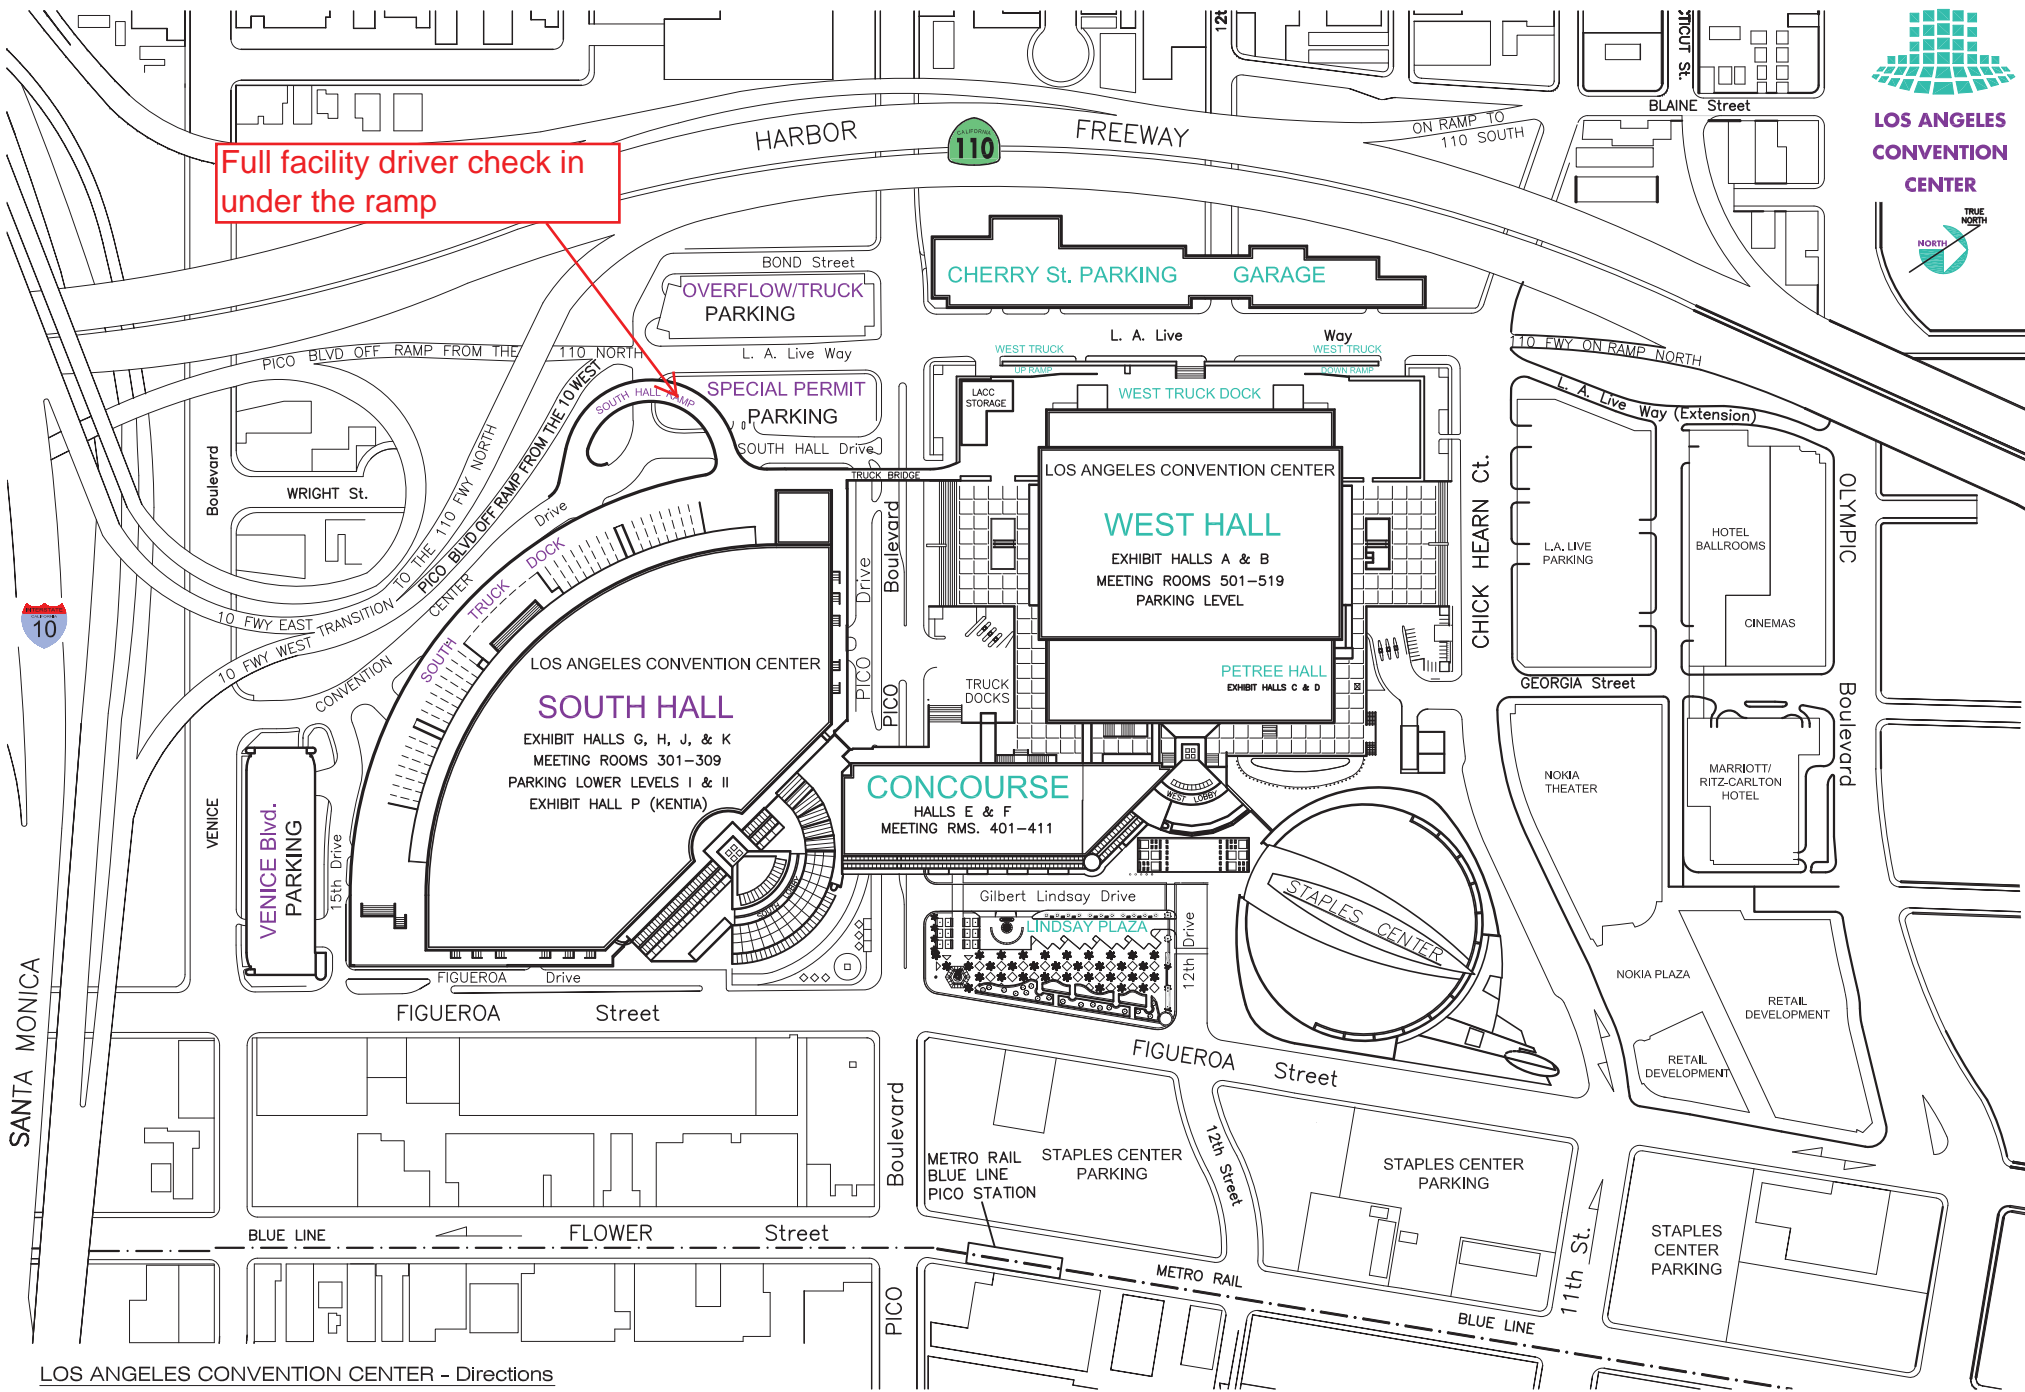 12t
TICUT St.
BLAINE Street
LOS ANGELES
CONVENTION
CENTER
TRUE
NORTH
NORTH
HARBOR
CALIFORNIA
110
FREEWAY
ON RAMP TO
110 SOUTH
Full facility driver check in
under the ramp
BOND Street
OVERFLOW/TRUCK
PARKING
CHERRY St. PARKING
GARAGE
L. A. Live Way
L. A. Live
Way
PICO BLVD OFF RAMP FROM THE 110 NORTH
WEST TRUCK
UP RAMP
WEST TRUCK
DOWN RAMP
110 FWY ON RAMP NORTH
L. A. Live Way (Extension)
SPECIAL PERMIT
PARKING
SOUTH HALL RAMP
SOUTH HALL Drive
TRUCK BRIDGE
LACC
STORAGE
WEST TRUCK DOCK
LOS ANGELES CONVENTION CENTER
WEST HALL
EXHIBIT HALLS A & B
MEETING ROOMS 501-519
PARKING LEVEL
PETREE HALL
EXHIBIT HALLS C & D
CHICK HEARN Ct.
L.A. LIVE
PARKING
HOTEL
BALLROOMS
CINEMAS
OLYMPIC
Boulevard
GEORGIA Street
Boulevard
WRIGHT St.
TO THE 110 FWY NORTH
PICO BLVD OFF RAMP FROM THE 10 WEST
10 FWY EAST
10 FWY WEST TRANSITION
CONVENTION CENTER Drive
SOUTH TRUCK DOCK
INTERSTATE
CALIFORNIA
10
LOS ANGELES CONVENTION CENTER
SOUTH HALL
EXHIBIT HALLS G, H, J, & K
MEETING ROOMS 301-309
PARKING LOWER LEVELS I & II
EXHIBIT HALL P (KENTIA)
PICO Drive
PICO Boulevard
TRUCK
DOCKS
CONCOURSE
HALLS E & F
MEETING RMS. 401-411
WEST LOBBY
SOUTH LOBBY
NOKIA
THEATER
MARRIOTT/
RITZ-CARLTON
HOTEL
VENICE
VENICE Blvd.
PARKING
15th Drive
Gilbert Lindsay Drive
LINDSAY PLAZA
12th Drive
STAPLES CENTER
NOKIA PLAZA
RETAIL
DEVELOPMENT
RETAIL
DEVELOPMENT
FIGUEROA Drive
FIGUEROA Street
FIGUEROA Street
SANTA MONICA
Boulevard
PICO
METRO RAIL
BLUE LINE
PICO STATION
STAPLES CENTER
PARKING
12th Street
STAPLES CENTER
PARKING
11th St.
STAPLES
CENTER
PARKING
BLUE LINE
FLOWER Street
METRO RAIL
BLUE LINE
LOS ANGELES CONVENTION CENTER - Directions